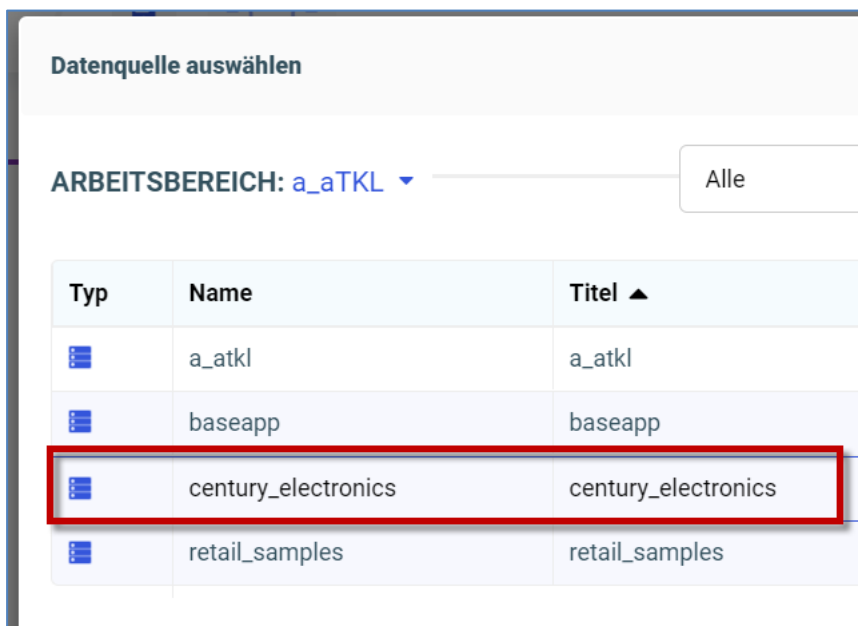 Datenquelle auswählen
ARBEITSBEREICH: a_aTKL
Alle
Typ Name Titel
a_atkl a_atkl
baseapp baseapp
century_electronics century_electronics
retail_samples retail_samples